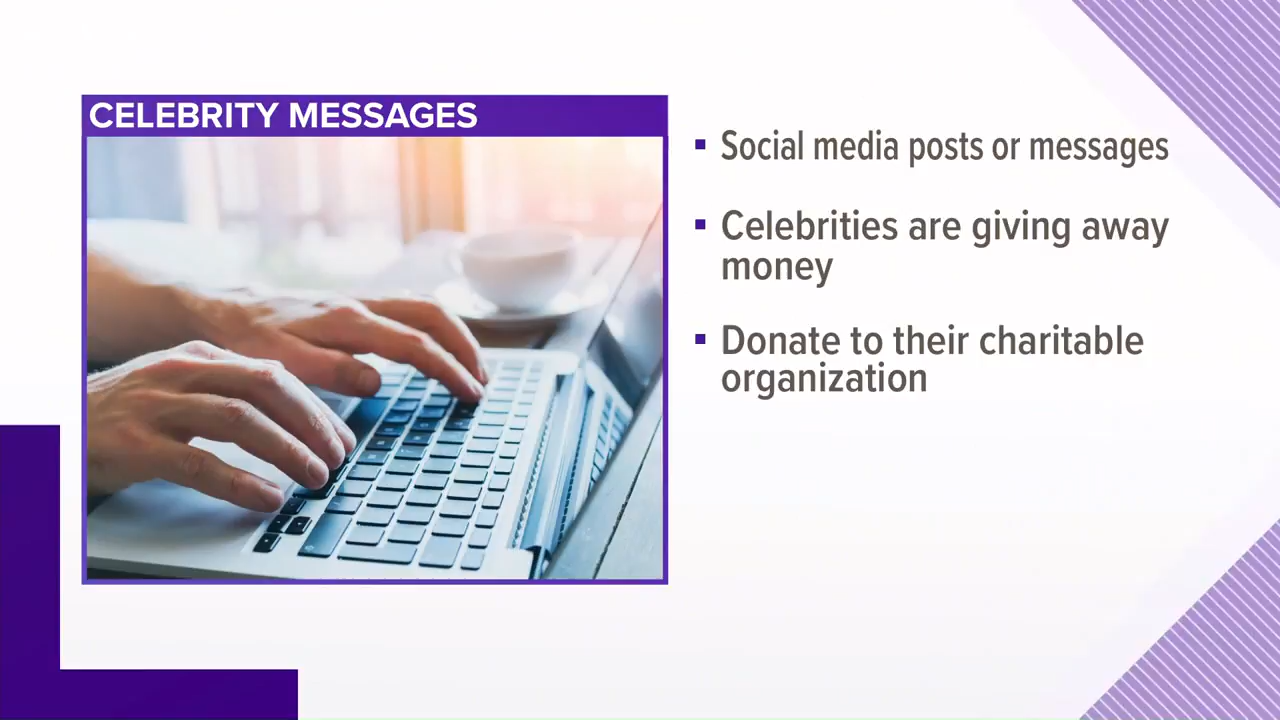 CELEBRITY MESSAGES
Social media posts or messages
Celebrities are giving away
money
Donate to their charitable
organization